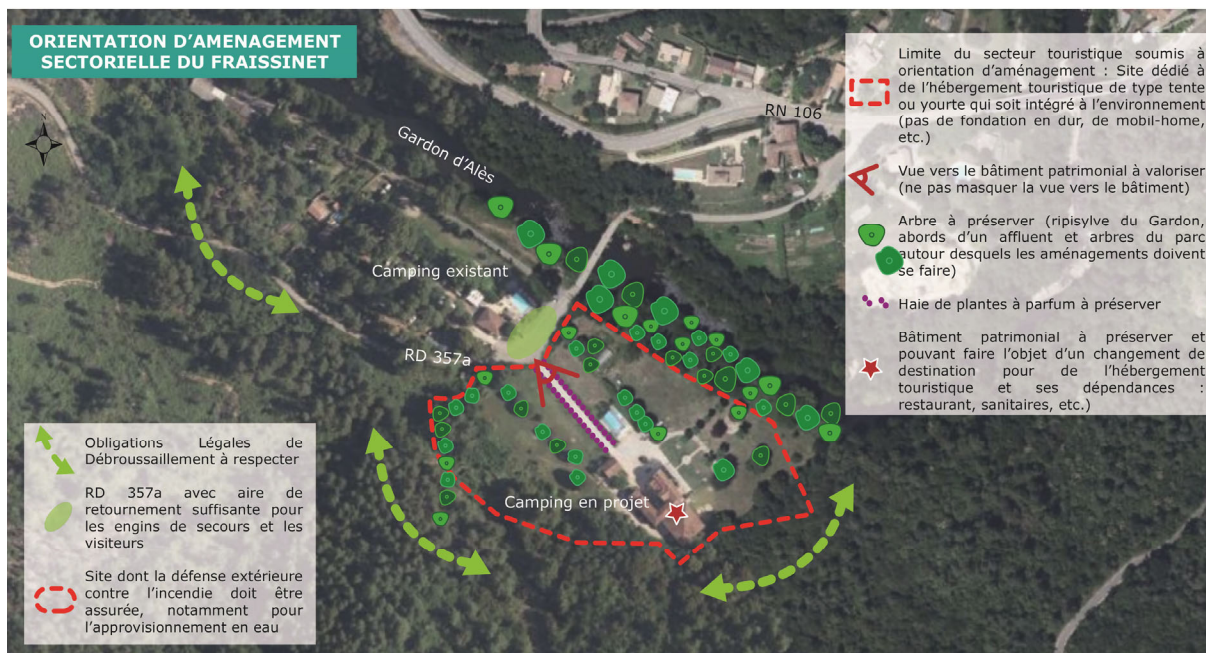 ORIENTATION D'AMENAGEMENT
SECTORIELLE DU FRAISSINET
N
Gardon d'Alès
RN 106
Camping existant
RD 357a
Camping en projet
Limite du secteur touristique soumis à
orientation d'aménagement : Site dédié à
de l'hébergement touristique de type tente
ou yourte qui soit intégré à l'environnement
(pas de fondation en dur, de mobil-home,
etc.)
Vue vers le bâtiment patrimonial à valoriser
(ne pas masquer la vue vers le bâtiment)
Arbre à préserver (ripisylve du Gardon,
abords d'un affluent et arbres du parc
autour desquels les aménagements doivent
se faire)
Haie de plantes à parfum à préserver
Bâtiment patrimonial à préserver et
pouvant faire l'objet d'un changement de
destination pour de l'hébergement
touristique et ses dépendances :
restaurant, sanitaires, etc.)
Obligations Légales de
Débroussaillement à respecter
RD 357a avec aire de
retournement suffisante pour
les engins de secours et les
visiteurs
Site dont la défense extérieure
contre l'incendie doit être
assurée, notamment pour
l'approvisionnement en eau